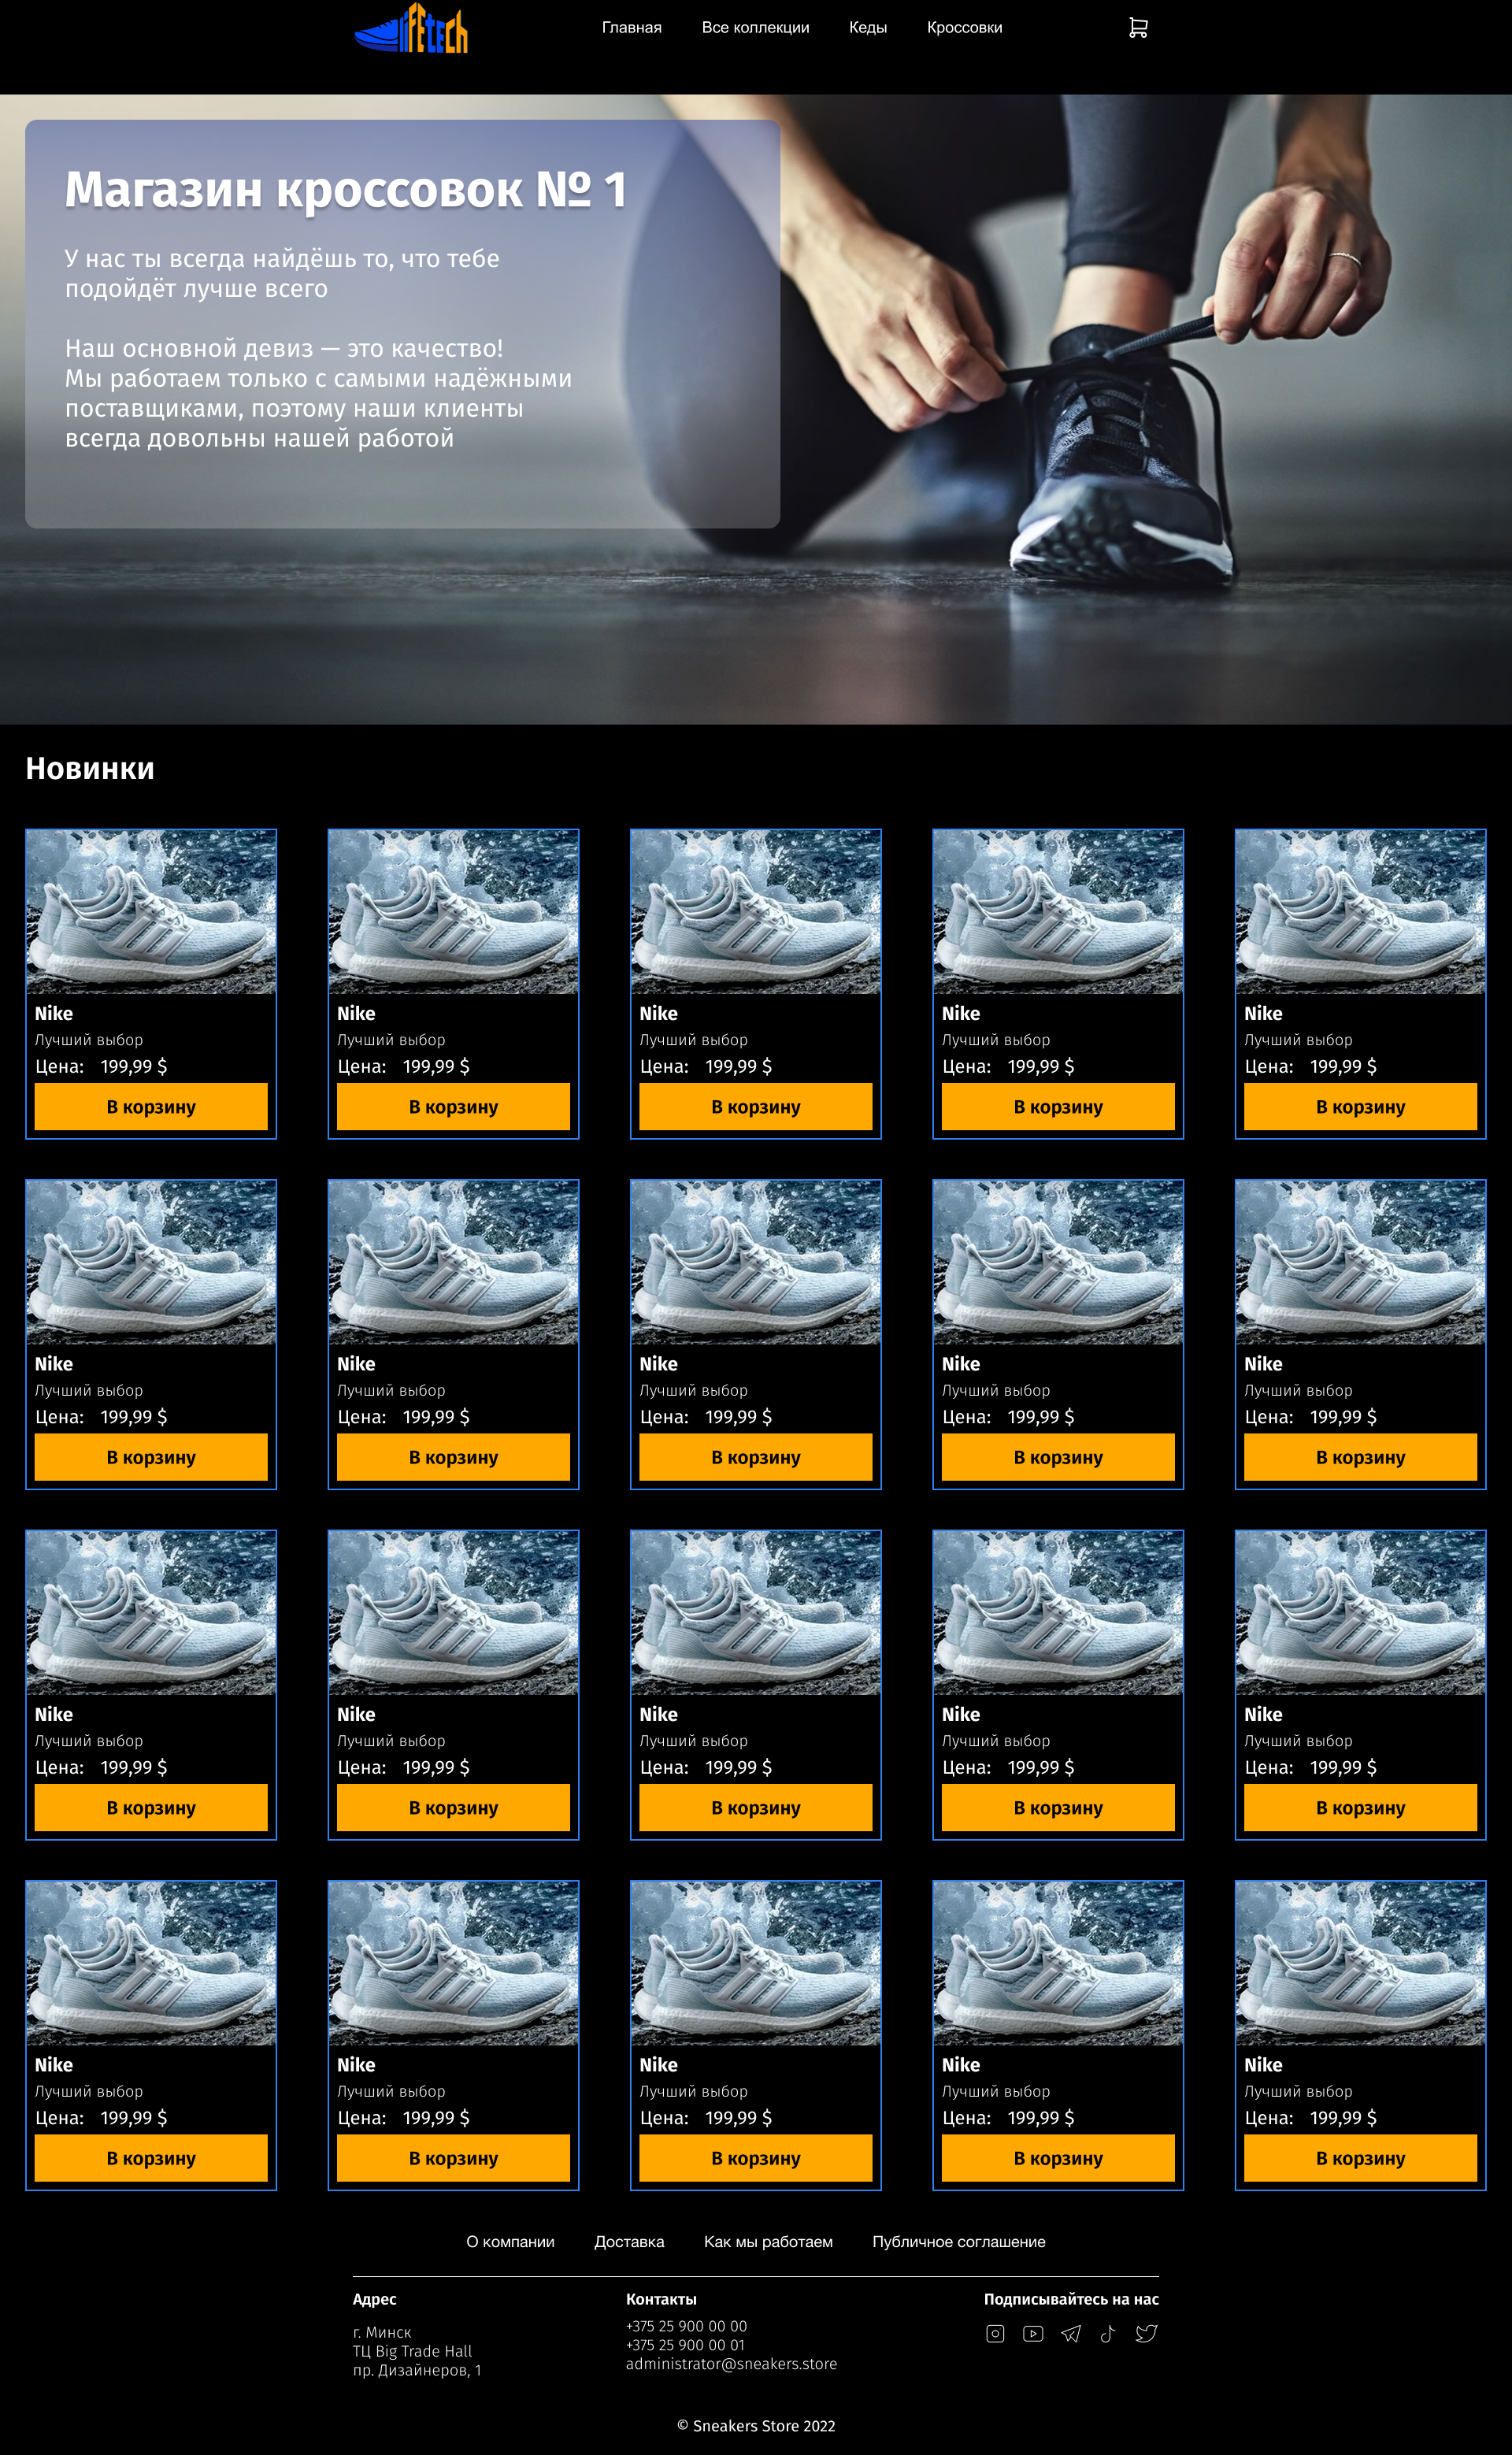 IFETECH
Главная Все коллекции Кеды Кроссовки
Магазин кроссовок № 1
У нас ты всегда найдёшь то, что тебе
подойдёт лучше всего
Наш основной девиз — это качество!
Мы работаем только с самыми надёжными
поставщиками, поэтому наши клиенты
всегда довольны нашей работой
Новинки
Nike Nike Nike Nike Nike
Лучший выбор Лучший выбор Лучший выбор Лучший выбор Лучший выбор
Цена: 199,99 $ Цена: 199,99 $ Цена: 199,99 $ Цена: 199,99 $ Цена: 199,99 $
В корзину В корзину В корзину В корзину В корзину
Nike Nike Nike Nike Nike
Лучший выбор Лучший выбор Лучший выбор Лучший выбор Лучший выбор
Цена: 199,99 $ Цена: 199,99 $ Цена: 199,99 $ Цена: 199,99 $ Цена: 199,99 $
В корзину В корзину В корзину В корзину В корзину
Nike Nike Nike Nike Nike
Лучший выбор Лучший выбор Лучший выбор Лучший выбор Лучший выбор
Цена: 199,99 $ Цена: 199,99 $ Цена: 199,99 $ Цена: 199,99 $ Цена: 199,99 $
В корзину В корзину В корзину В корзину В корзину
Nike Nike Nike Nike Nike
Лучший выбор Лучший выбор Лучший выбор Лучший выбор Лучший выбор
Цена: 199,99 $ Цена: 199,99 $ Цена: 199,99 $ Цена: 199,99 $ Цена: 199,99 $
В корзину В корзину В корзину В корзину В корзину
О компании Доставка Как мы работаем Публичное соглашение
Адрес
г. Минск
ТЦ Big Trade Hall
пр. Дизайнеров, 1
Контакты
+375 25 900 00 00
+375 25 900 00 01
administrator@sneakers.store
Подписывайтесь на нас
© Sneakers Store 2022